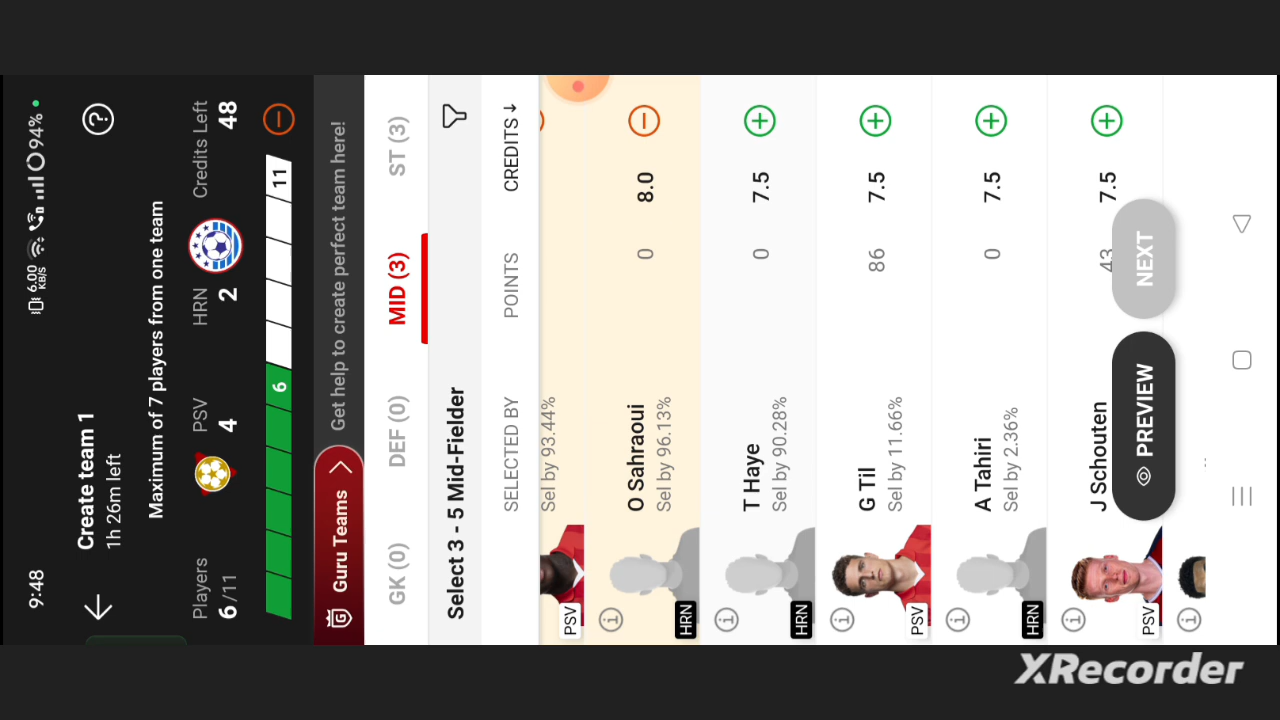 9:48
6.00 KB/S
94%
Create team 1
1h 26m left
Maximum of 7 players from one team
Players
6 /11
PSV
4
HRN
2
Credits Left
48
6
11
Guru Teams
Get help to create perfect team here!
GK (0)
DEF (0)
MID (3)
ST (3)
Select 3 - 5 Mid-Fielder
SELECTED BY
POINTS
CREDITS
PSV
Sel by 93.44%
HRN
O Sahraoui
Sel by 96.13%
0
8.0
HRN
T Haye
Sel by 90.28%
0
7.5
PSV
G Til
Sel by 11.66%
86
7.5
HRN
A Tahiri
Sel by 2.36%
0
7.5
PSV
J Schouten
43
7.5
PREVIEW
NEXT
XRecorder